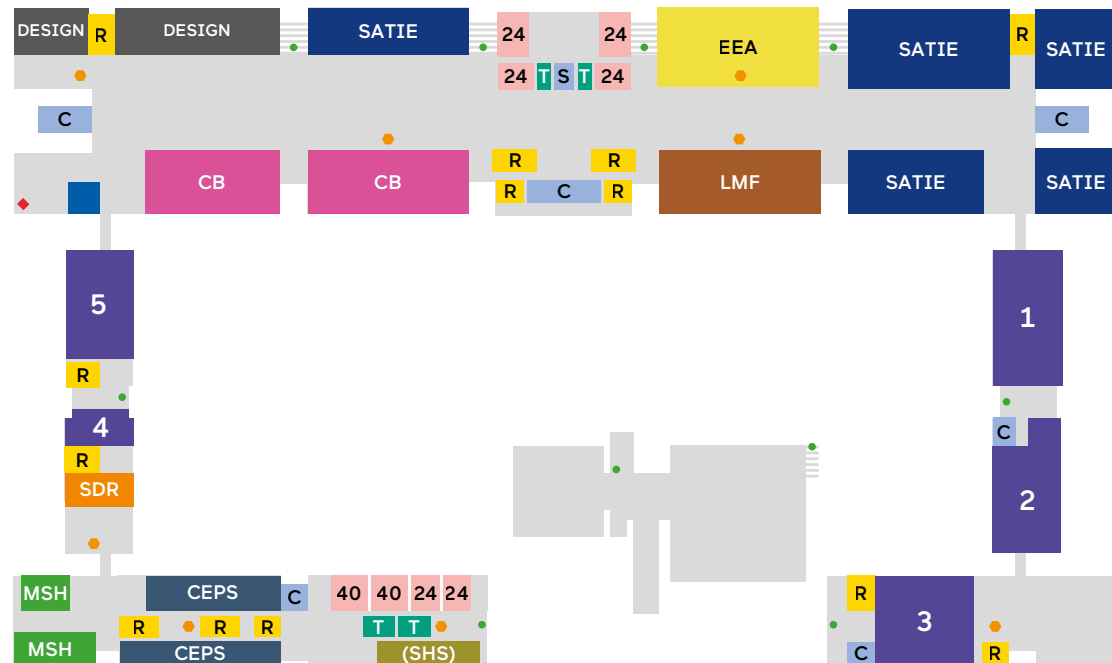 DESIGN R DESIGN SATIE 24 24 EEA SATIE R SATIE
24 T S T 24
C C
R R
CB CB R C R LMF SATIE SATIE
5 1
R
4 C
R
SDR 2
MSH CEPS C 40 40 24 24 R
R R R T T 3
MSH CEPS (SHS) C R